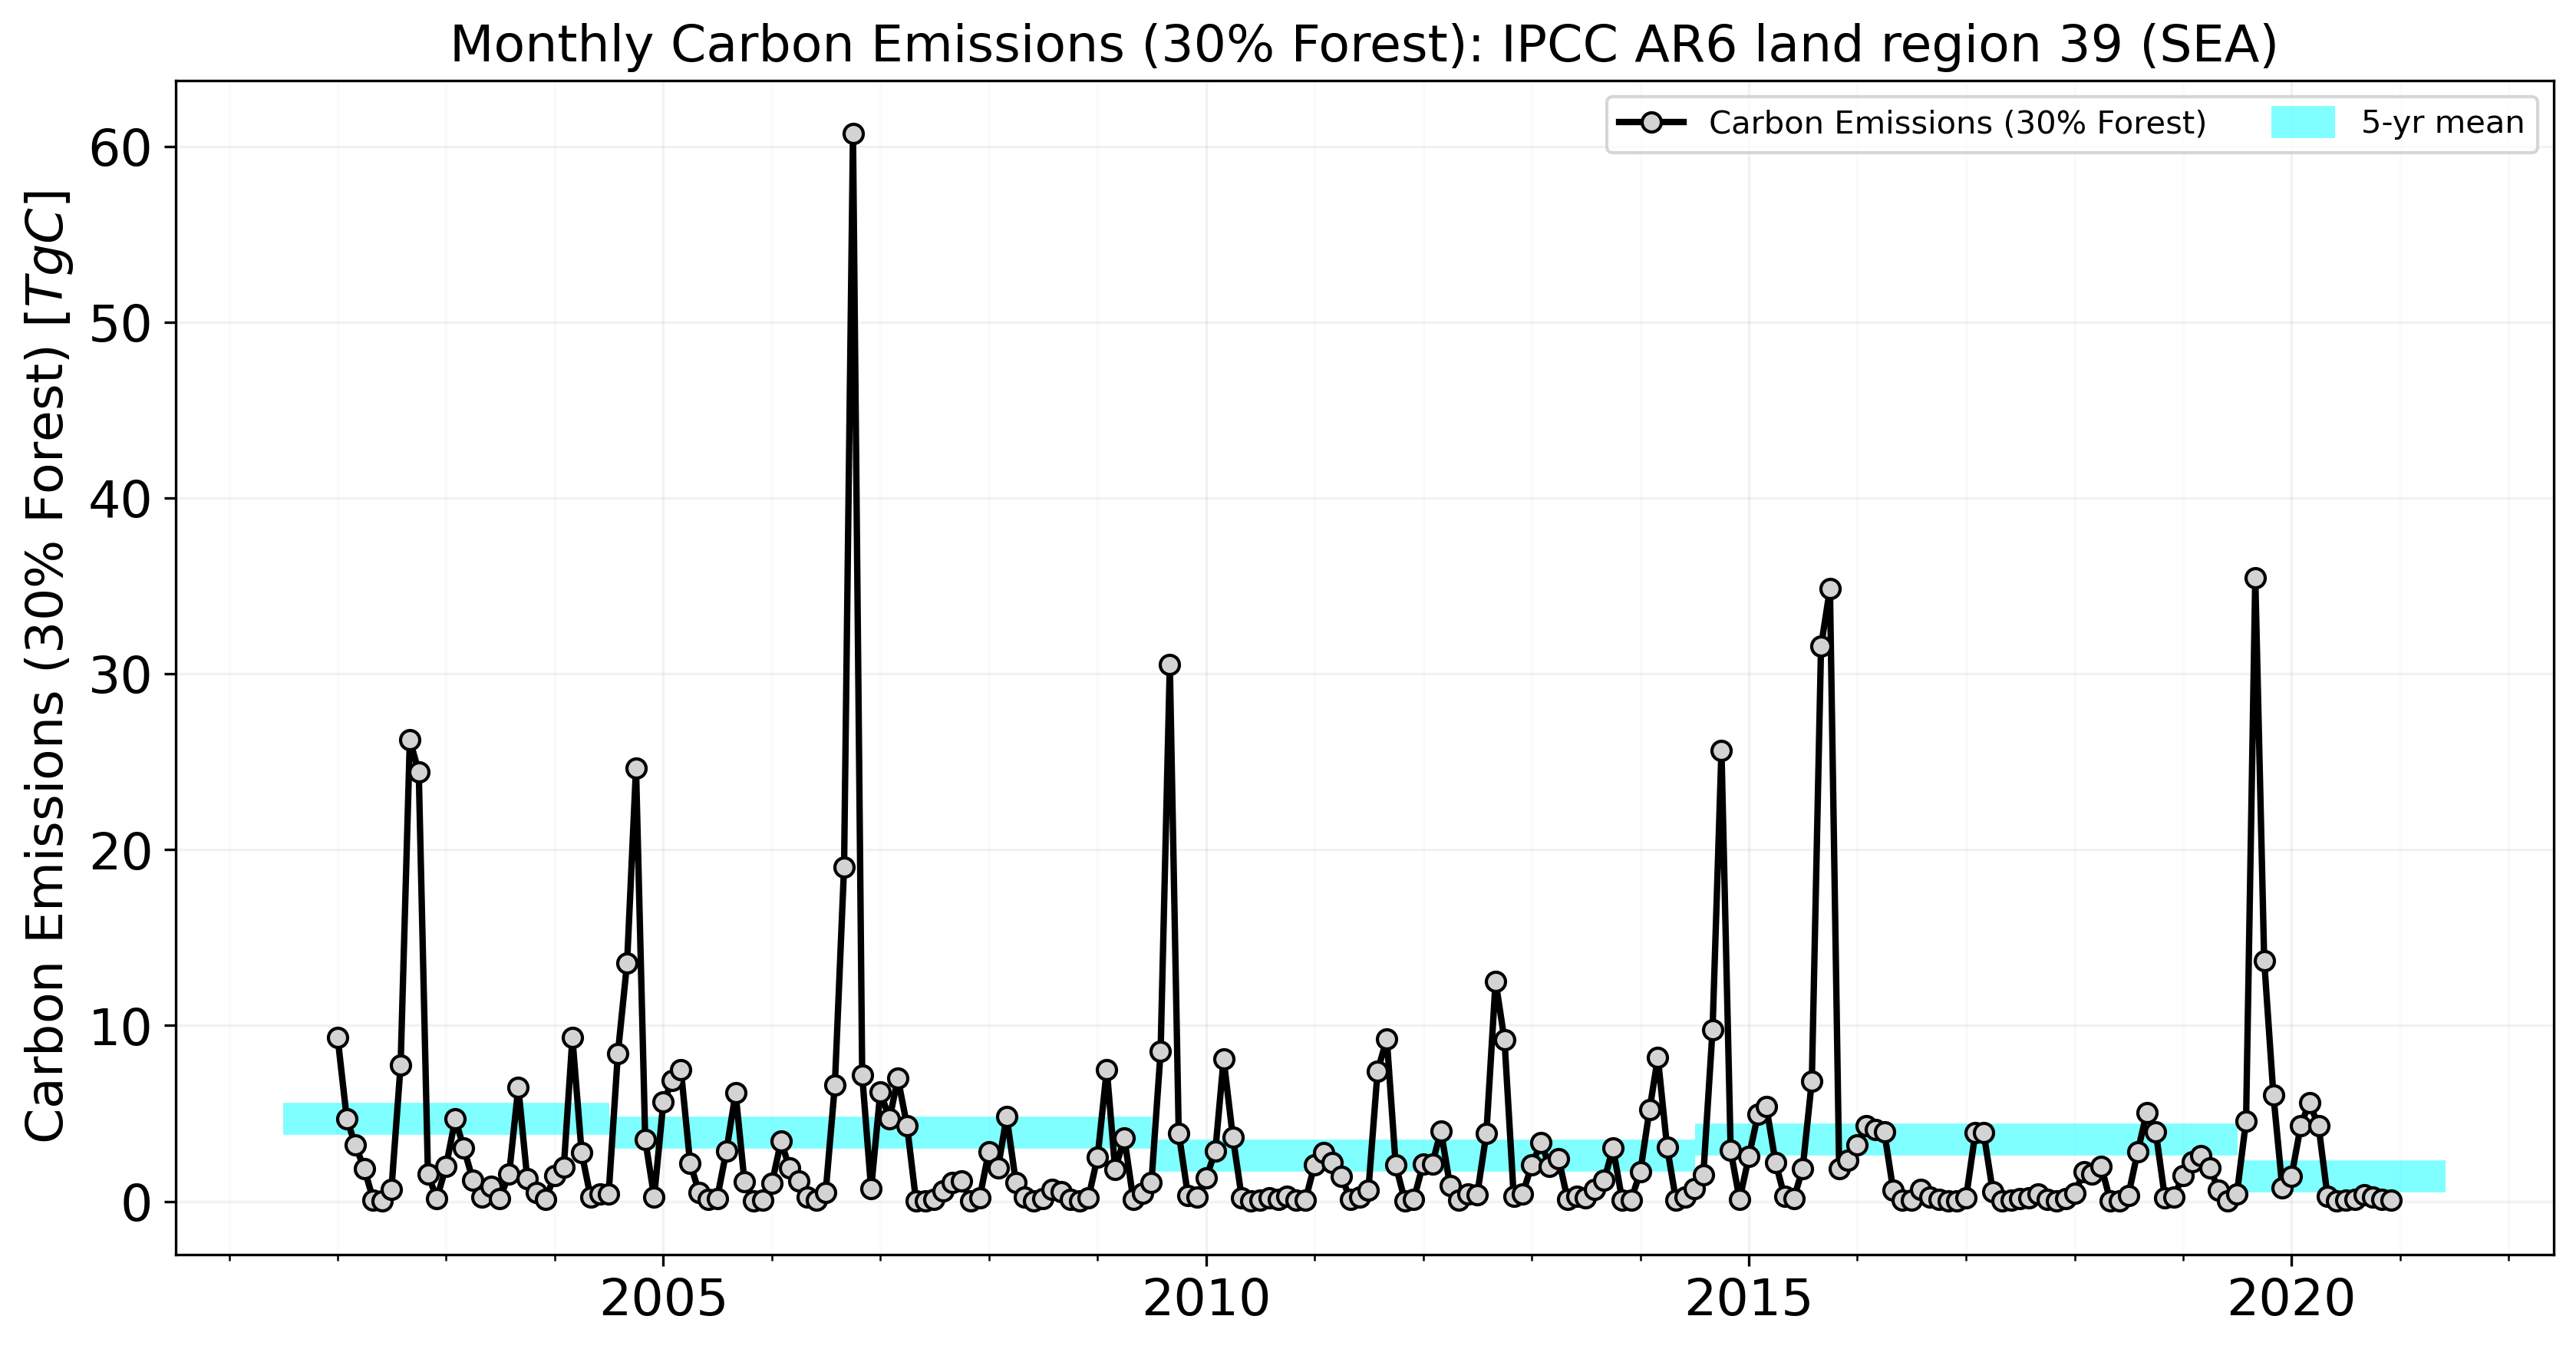 Monthly Carbon Emissions (30% Forest): IPCC AR6 land region 39 (SEA)
Carbon Emissions (30% Forest)
5-yr mean
Carbon Emissions (30% Forest) [TgC]
60
50
40
30
20
10
0
2005
2010
2015
2020